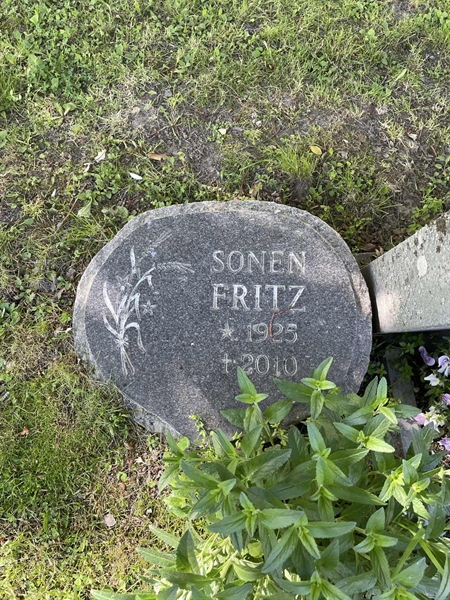 SONEN
FRITZ
★ 1925
✝ 2010